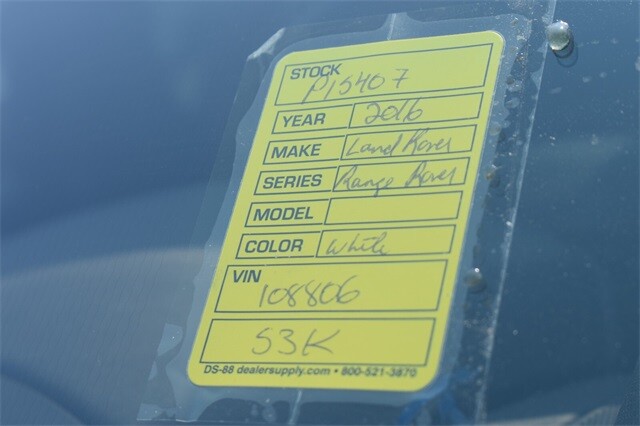 STOCK
P15407
YEAR 2016
MAKE Land Rover
SERIES Range Rover
MODEL
COLOR White
VIN
108806
53K
DS-88 dealersupply.com • 800-521-3870